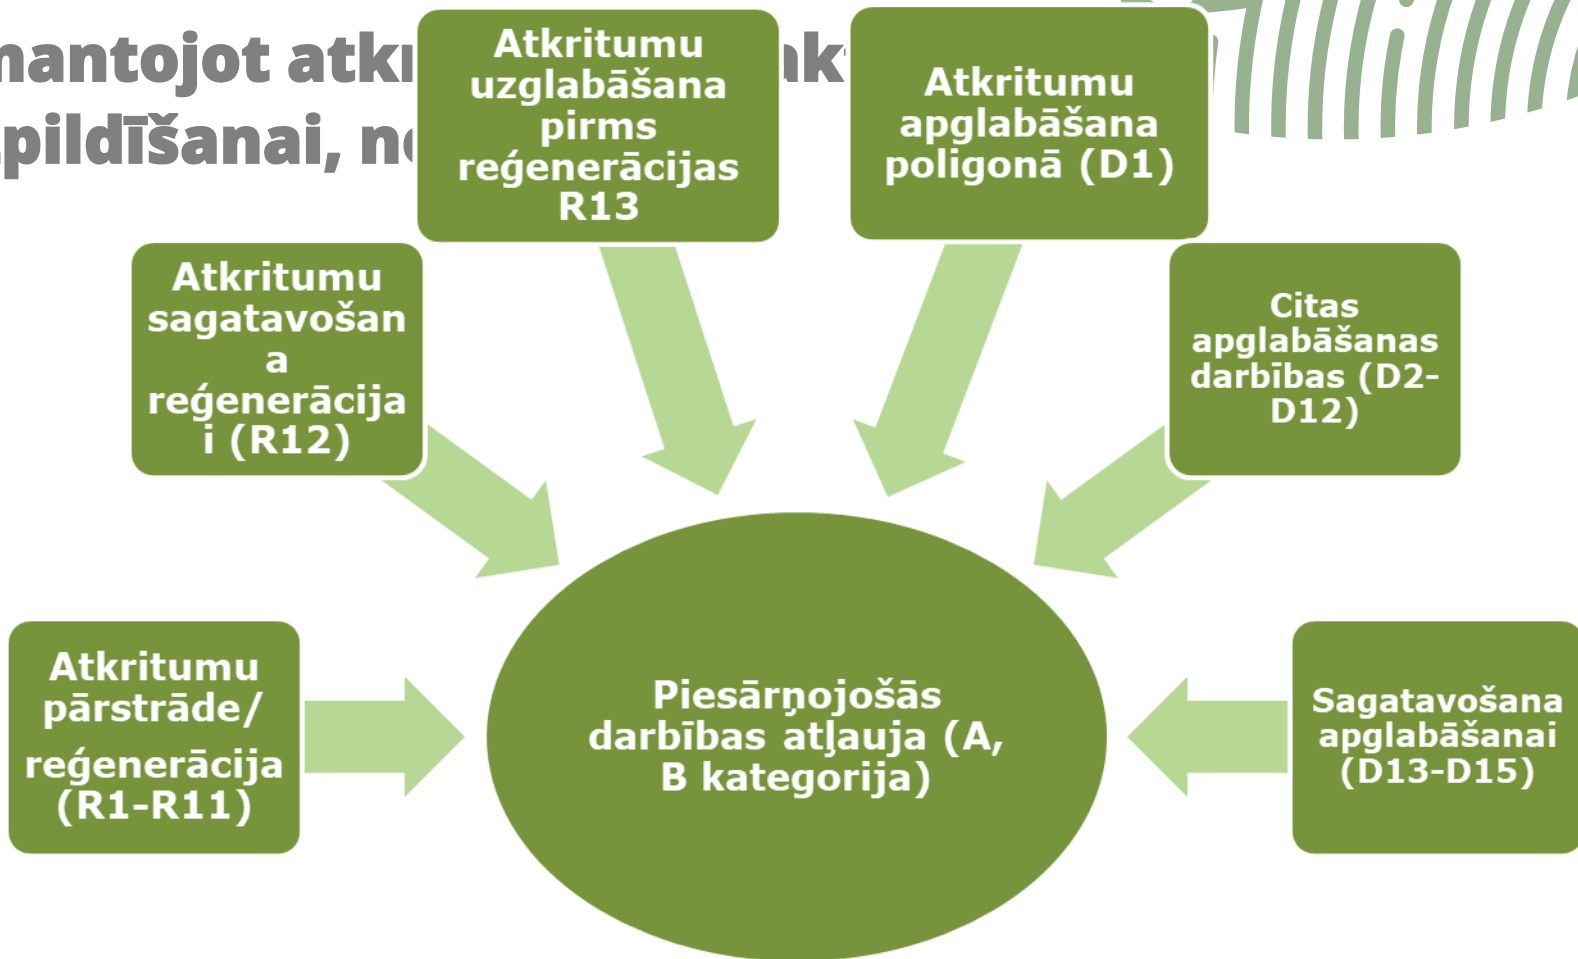 atk
pildīšanai,
Atkritumu
uzglabāšana
pirms
reģenerācijas
R13
Atkritumu
apglabāšana
poligonā (D1)
Atkritumu
sagatavošan
a
reģenerācija
i (R12)
Citas
apglabāšanas
darbības (D2-
D12)
Atkritumu
pārstrāde/
reģenerācija
(R1-R11)
Piesārņojošās
darbības atļauja (A,
B kategorija)
Sagatavošana
apglabāšanai
(D13-D15)